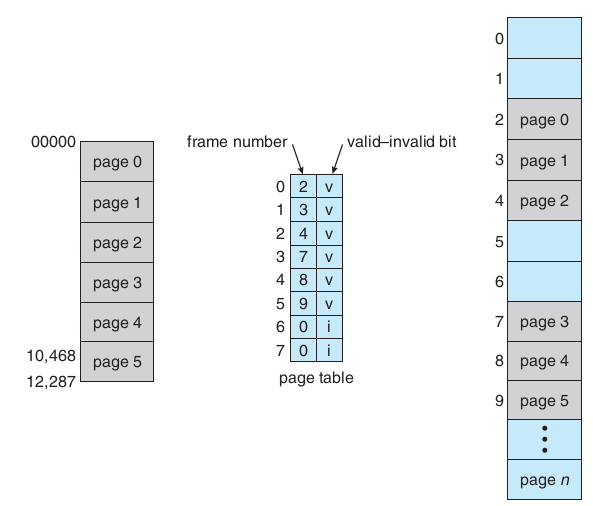 00000
page 0
page 1
page 2
page 3
page 4
10,468
page 5
12,287
frame number
valid–invalid bit
0 2 v
1 3 v
2 4 v
3 7 v
4 8 v
5 9 v
6 0 i
7 0 i
page table
0
1
2 page 0
3 page 1
4 page 2
5
6
7 page 3
8 page 4
9 page 5
page n